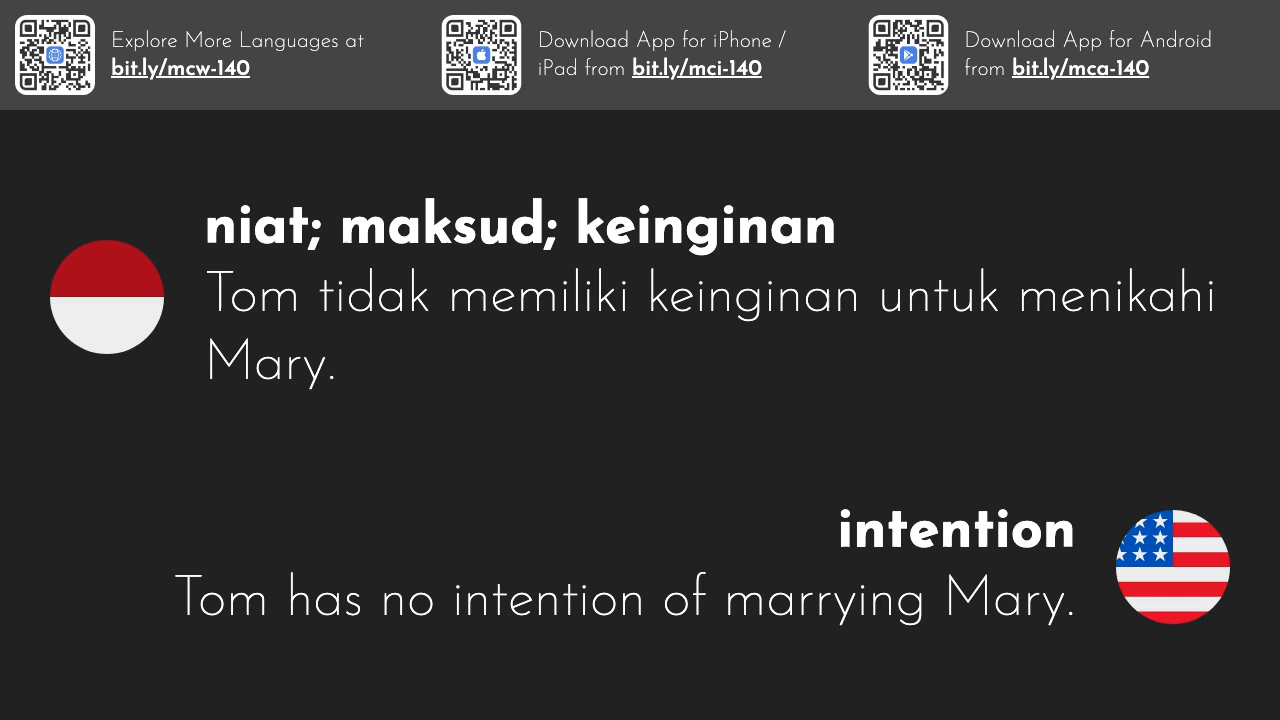 Explore More Languages at
bit.ly/mcw-140
Download App for iPhone /
iPad from bit.ly/mci-140
Download App for Android
from bit.ly/mca-140
niat; maksud; keinginan
Tom tidak memiliki keinginan untuk menikahi
Mary.
intention
Tom has no intention of marrying Mary.